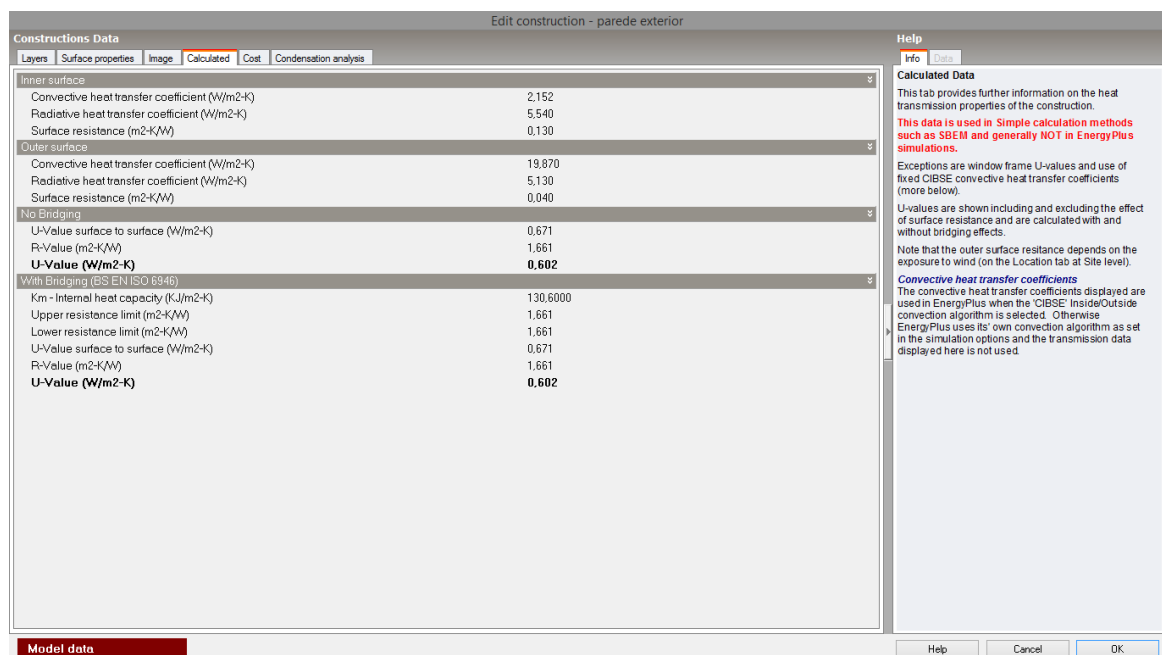 Edit construction - parede exterior
Constructions Data
Layers Surface properties Image Calculated Cost Condensation analysis
Inner surface
Convective heat transfer coefficient (W/m2-K) 2,152
Radiative heat transfer coefficient (W/m2-K) 5,540
Surface resistance (m2-K/W) 0,130
Outer surface
Convective heat transfer coefficient (W/m2-K) 19,870
Radiative heat transfer coefficient (W/m2-K) 5,130
Surface resistance (m2-K/W) 0,040
No Bridging
U-Value surface to surface (W/m2-K) 0,671
R-Value (m2-K/W) 1,661
U-Value (W/m2-K) 0,602
With Bridging (BS EN ISO 6946)
Km - Internal heat capacity (KJ/m2-K) 130,6000
Upper resistance limit (m2-K/W) 1,661
Lower resistance limit (m2-K/W) 1,661
U-Value surface to surface (W/m2-K) 0,671
R-Value (m2-K/W) 1,661
U-Value (W/m2-K) 0,602
Model data
Help
Info Data
Calculated Data
This tab provides further information on the heat
transmission properties of the construction.
This data is used in Simple calculation methods
such as SBEM and generally NOT in EnergyPlus
simulations.
Exceptions are window frame U-values and use of
fixed CIBSE convective heat transfer coefficients
(more below).
U-values are shown including and excluding the effect
of surface resistance and are calculated with and
without bridging effects.
Note that the outer surface resitance depends on the
exposure to wind (on the Location tab at Site level).
Convective heat transfer coefficients
The convective heat transfer coefficients displayed are
used in EnergyPlus when the 'CIBSE' Inside/Outside
convection algorithm is selected. Otherwise
EnergyPlus uses its' own convection algorithm as set
in the simulation options and the transmission data
displayed here is not used.
Help Cancel OK